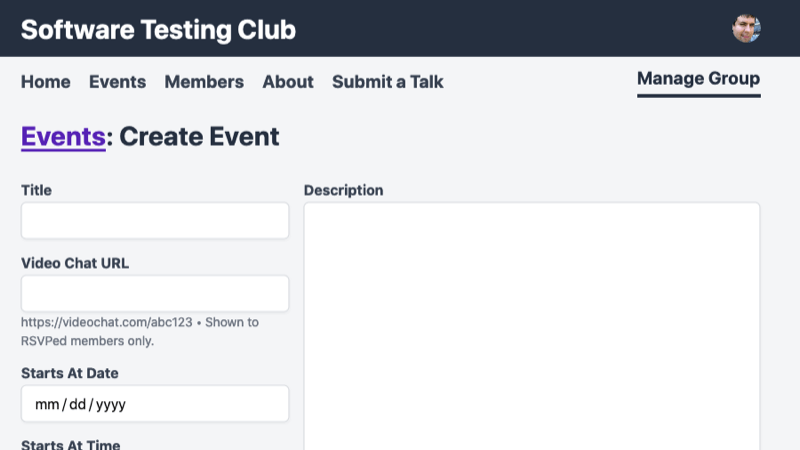 Software Testing Club
Home Events Members About Submit a Talk Manage Group
Events: Create Event
Title
Description
Video Chat URL
https://videochat.com/abc123 • Shown to
RSVPed members only.
Starts At Date
mm/dd/yyyy
Starts At Time